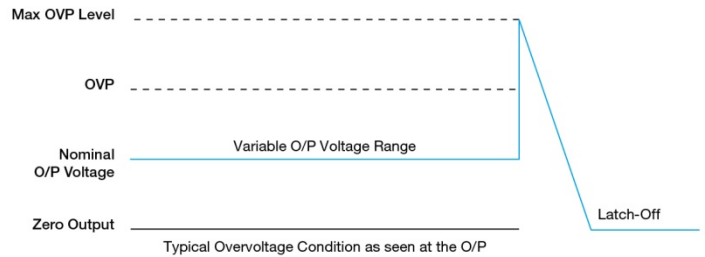 Max OVP Level
OVP
Variable O/P Voltage Range
Nominal
O/P Voltage
Zero Output
Latch-Off
Typical Overvoltage Condition as seen at the O/P